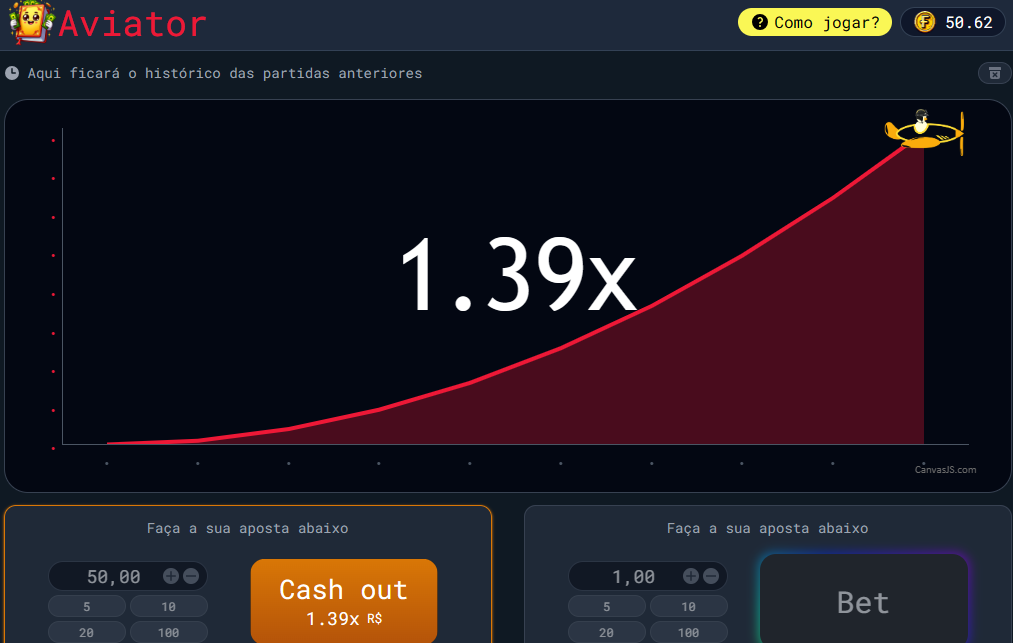 Aviator
Como jogar?
50.62
Aqui ficará o histórico das partidas anteriores
1.39x
CanvasJS.com
Faça a sua aposta abaixo
50,00
5 10
20 100
Cash out
1.39x R$
Faça a sua aposta abaixo
1,00
5 10
20 100
Bet